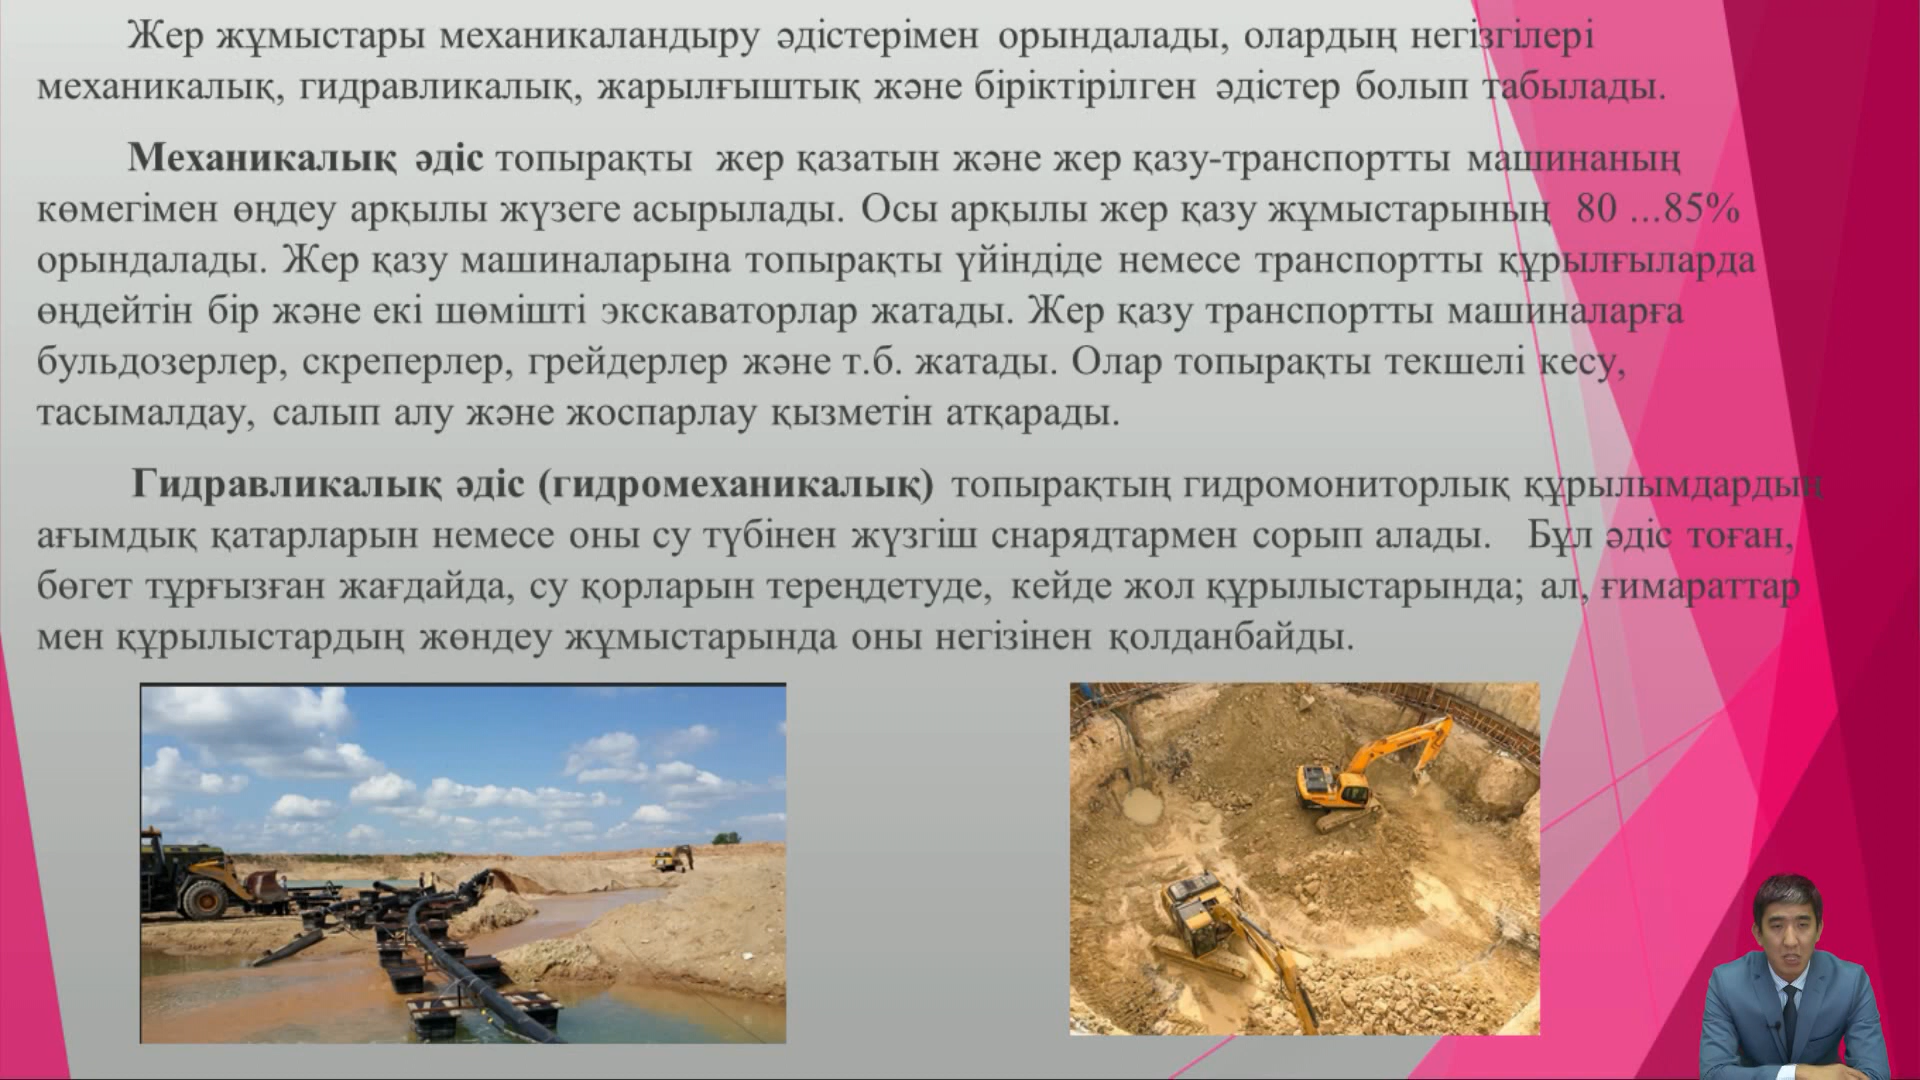 Жер жұмыстары механикаландыру әдістерімен орындалады, олардың негізгілері
механикалық, гидравликалық, жарылғыштық және біріктірілген әдістер болып табылады.
Механикалық әдіс топырақты жер қазатын және жер қазу-транспортты машинаның
көмегімен өңдеу арқылы жүзеге асырылады. Осы арқылы жер қазу жұмыстарының 80 ...85%
орындалады. Жер қазу машиналарына топырақты үйіндіде немесе транспортты құрылғыларда
өңдейтін бір және екі шөмішті экскаваторлар жатады. Жер қазу транспортты машиналарға
бульдозерлер, скреперлер, грейдерлер және т.б. жатады. Олар топырақты текшелі кесу,
тасымалдау, салып алу және жоспарлау қызметін атқарады.
Гидравликалық әдіс (гидромеханикалық) топырақтың гидромониторлық құрылымдардың
ағымдық қатарларын немесе оны су түбінен жүзгіш снарядтармен сорып алады. Бұл әдіс тоған,
бөгет тұрғызған жағдайда, су қорларын тереңдетуде, кейде жол құрылыстарында; ал, ғимараттар
мен құрылыстардың жөндеу жұмыстарында оны негізінен қолданбайды.